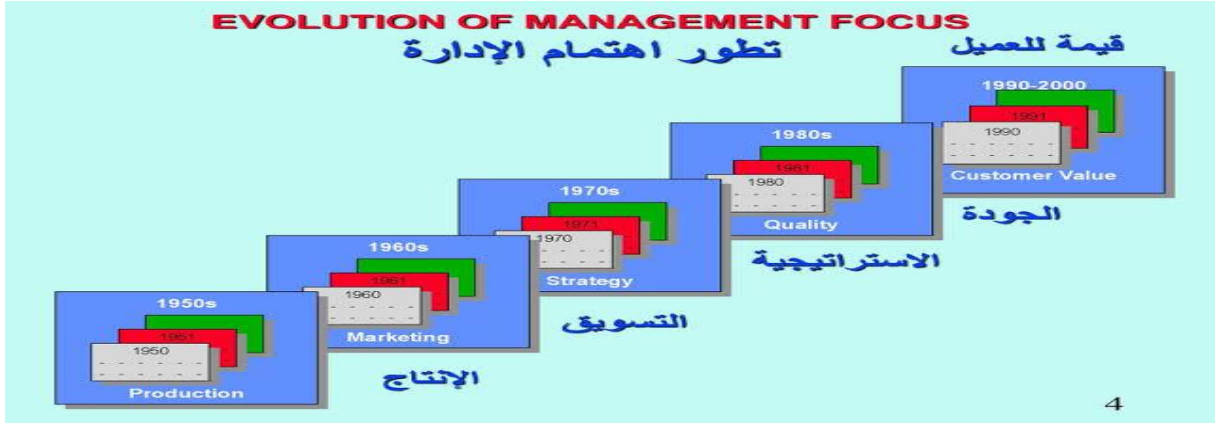 EVOLUTION OF MANAGEMENT FOCUS
تطور اهتمام الإدارة
قيمة للعميل
1990-2000
1991
1990
Customer Value
الجودة
1980s
1981
1980
Quality
الاستراتيجية
1970s
1971
1970
Strategy
التسويق
1960s
1961
1960
Marketing
الإنتاج
1950s
1951
1950
Production
4